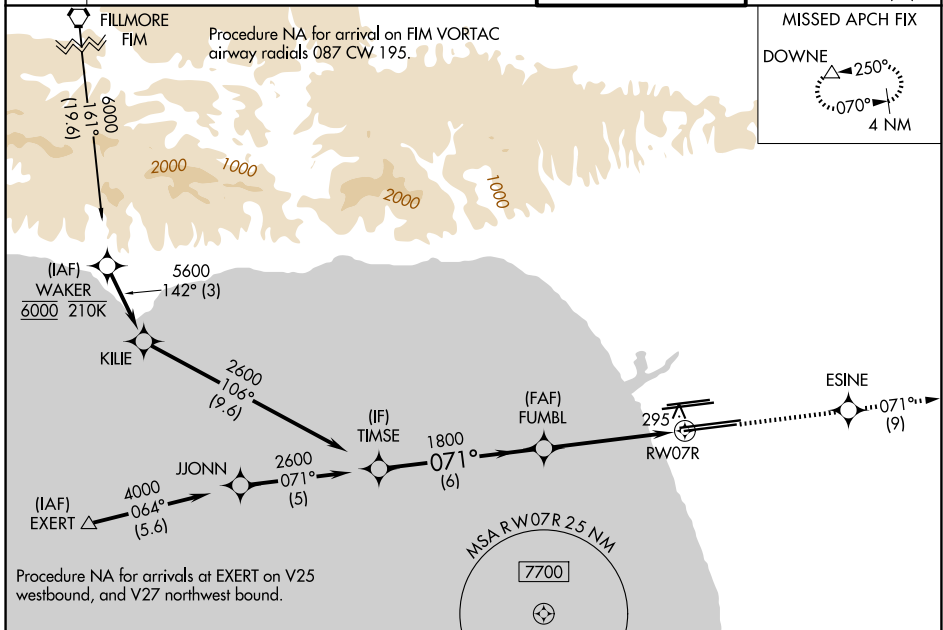 FILLMORE
FIM
Procedure NA for arrival on FIM VORTAC
airway radials 087 CW 195.
MISSED APCH FIX
DOWNE
250°
070°
4 NM
6000
161°
(19.6)
2000
1000
2000
1000
(IAF)
WAKER
6000 210K
5600
142° (3)
KILIE
2600
106°
(9.6)
(IF)
TIMSE
(FAF)
FUMBL
1800
071°
(6)
295
RW07R
ESINE
071°
(9)
JJONN
2600
071°
(5)
(IAF)
EXERT
4000
064°
(5.6)
MSA RW07R 25 NM
7700
Procedure NA for arrivals at EXERT on V25
westbound, and V27 northwest bound.